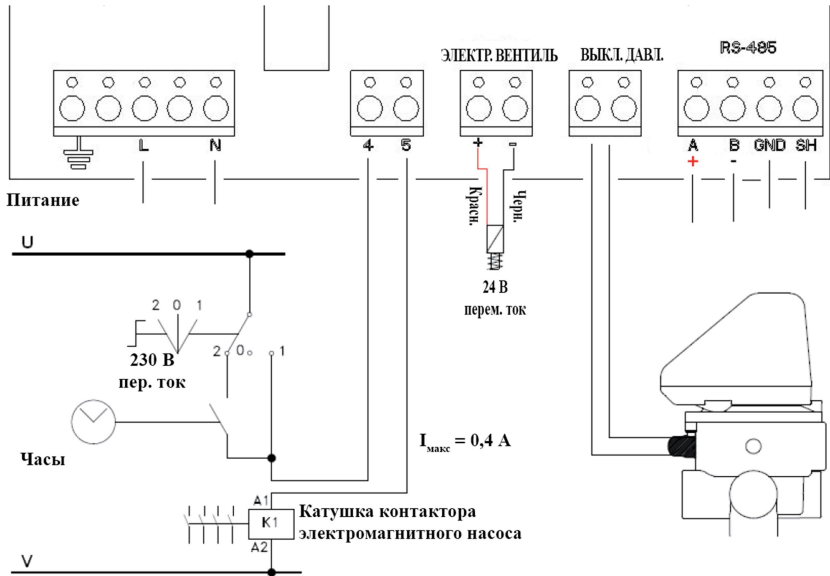 RS-485
ЭЛЕКТР. ВЕНТИЛЬ
ВЫКЛ. ДАВЛ.
L
N
4
5
+
-
A
B
GND
SH
+
-
Питание
Красн.
Черн.
U
24 В
перем. ток
2 0 1
2 0 1
230 В
пер. ток
Часы
Iмакс = 0,4 А
A1
K1
A2
Катушка контактора
электромагнитного насоса
V